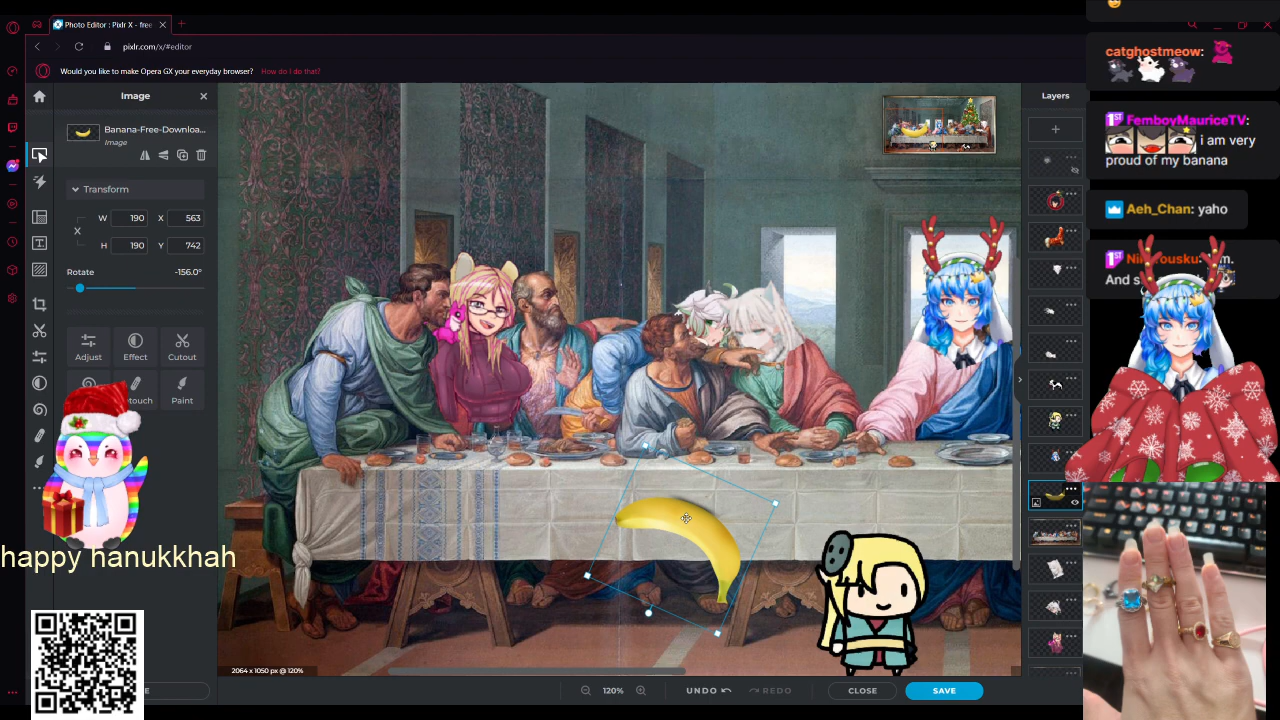 Photo Editor : Pixlr X - free
pixlr.com/x/#editor
Would you like to make Opera GX your everyday browser? How do I do that?
Image
Banana-Free-Downloa...
Image
Transform
W 190 X 563
X
H 190 Y 742
Rotate -156.0°
Adjust
Effect
Cutout
Paint
happy hanukkhah
2064 x 1050 px @ 120%
120%
UNDO
REDO
CLOSE
SAVE
Layers
catghostmeow:
1ST FemboyMauriceTV:
i am very
proud of my banana
Aeh_Chan: yaho
1ST
And s